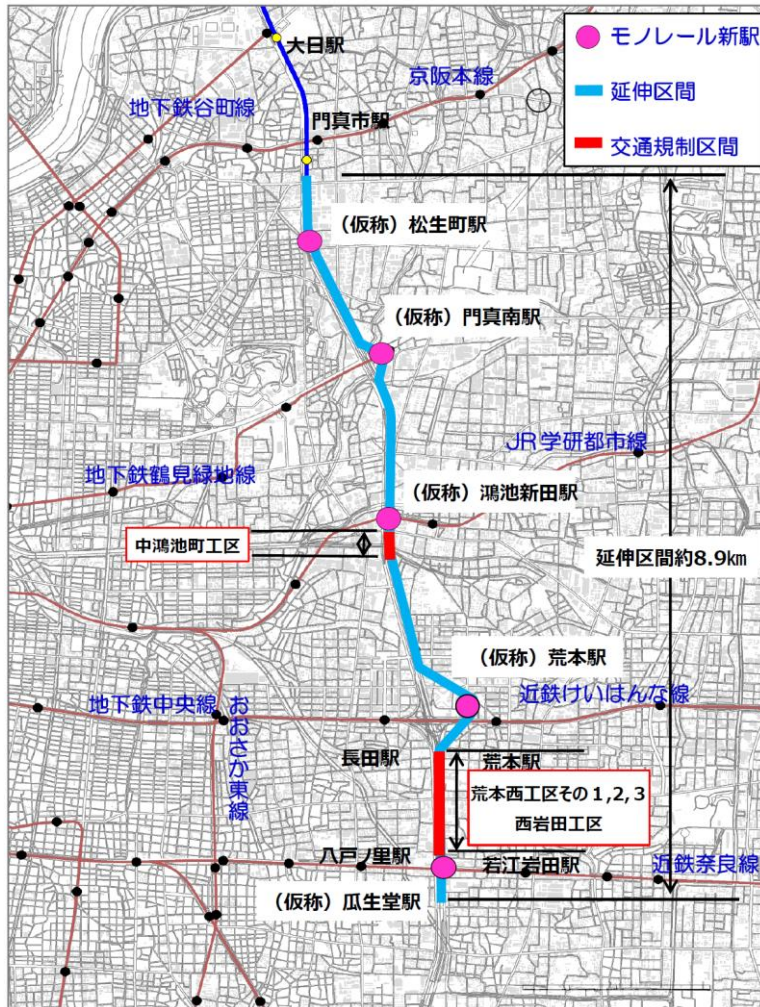 大日駅
モノレール新駅
京阪本線
延伸区間
地下鉄谷町線
門真市駅
交通規制区間
（仮称）松生町駅
（仮称）門真南駅
JR学研都市線
地下鉄鶴見緑地線
（仮称）鴻池新田駅
中鴻池町工区
延伸区間約8.9㎞
（仮称）荒本駅
地下鉄中央線
おおさか東線
近鉄けいはんな線
長田駅
荒本駅
荒本西工区その１,２,３
西岩田工区
八戸ノ里駅
若江岩田駅
近鉄奈良線
（仮称）瓜生堂駅